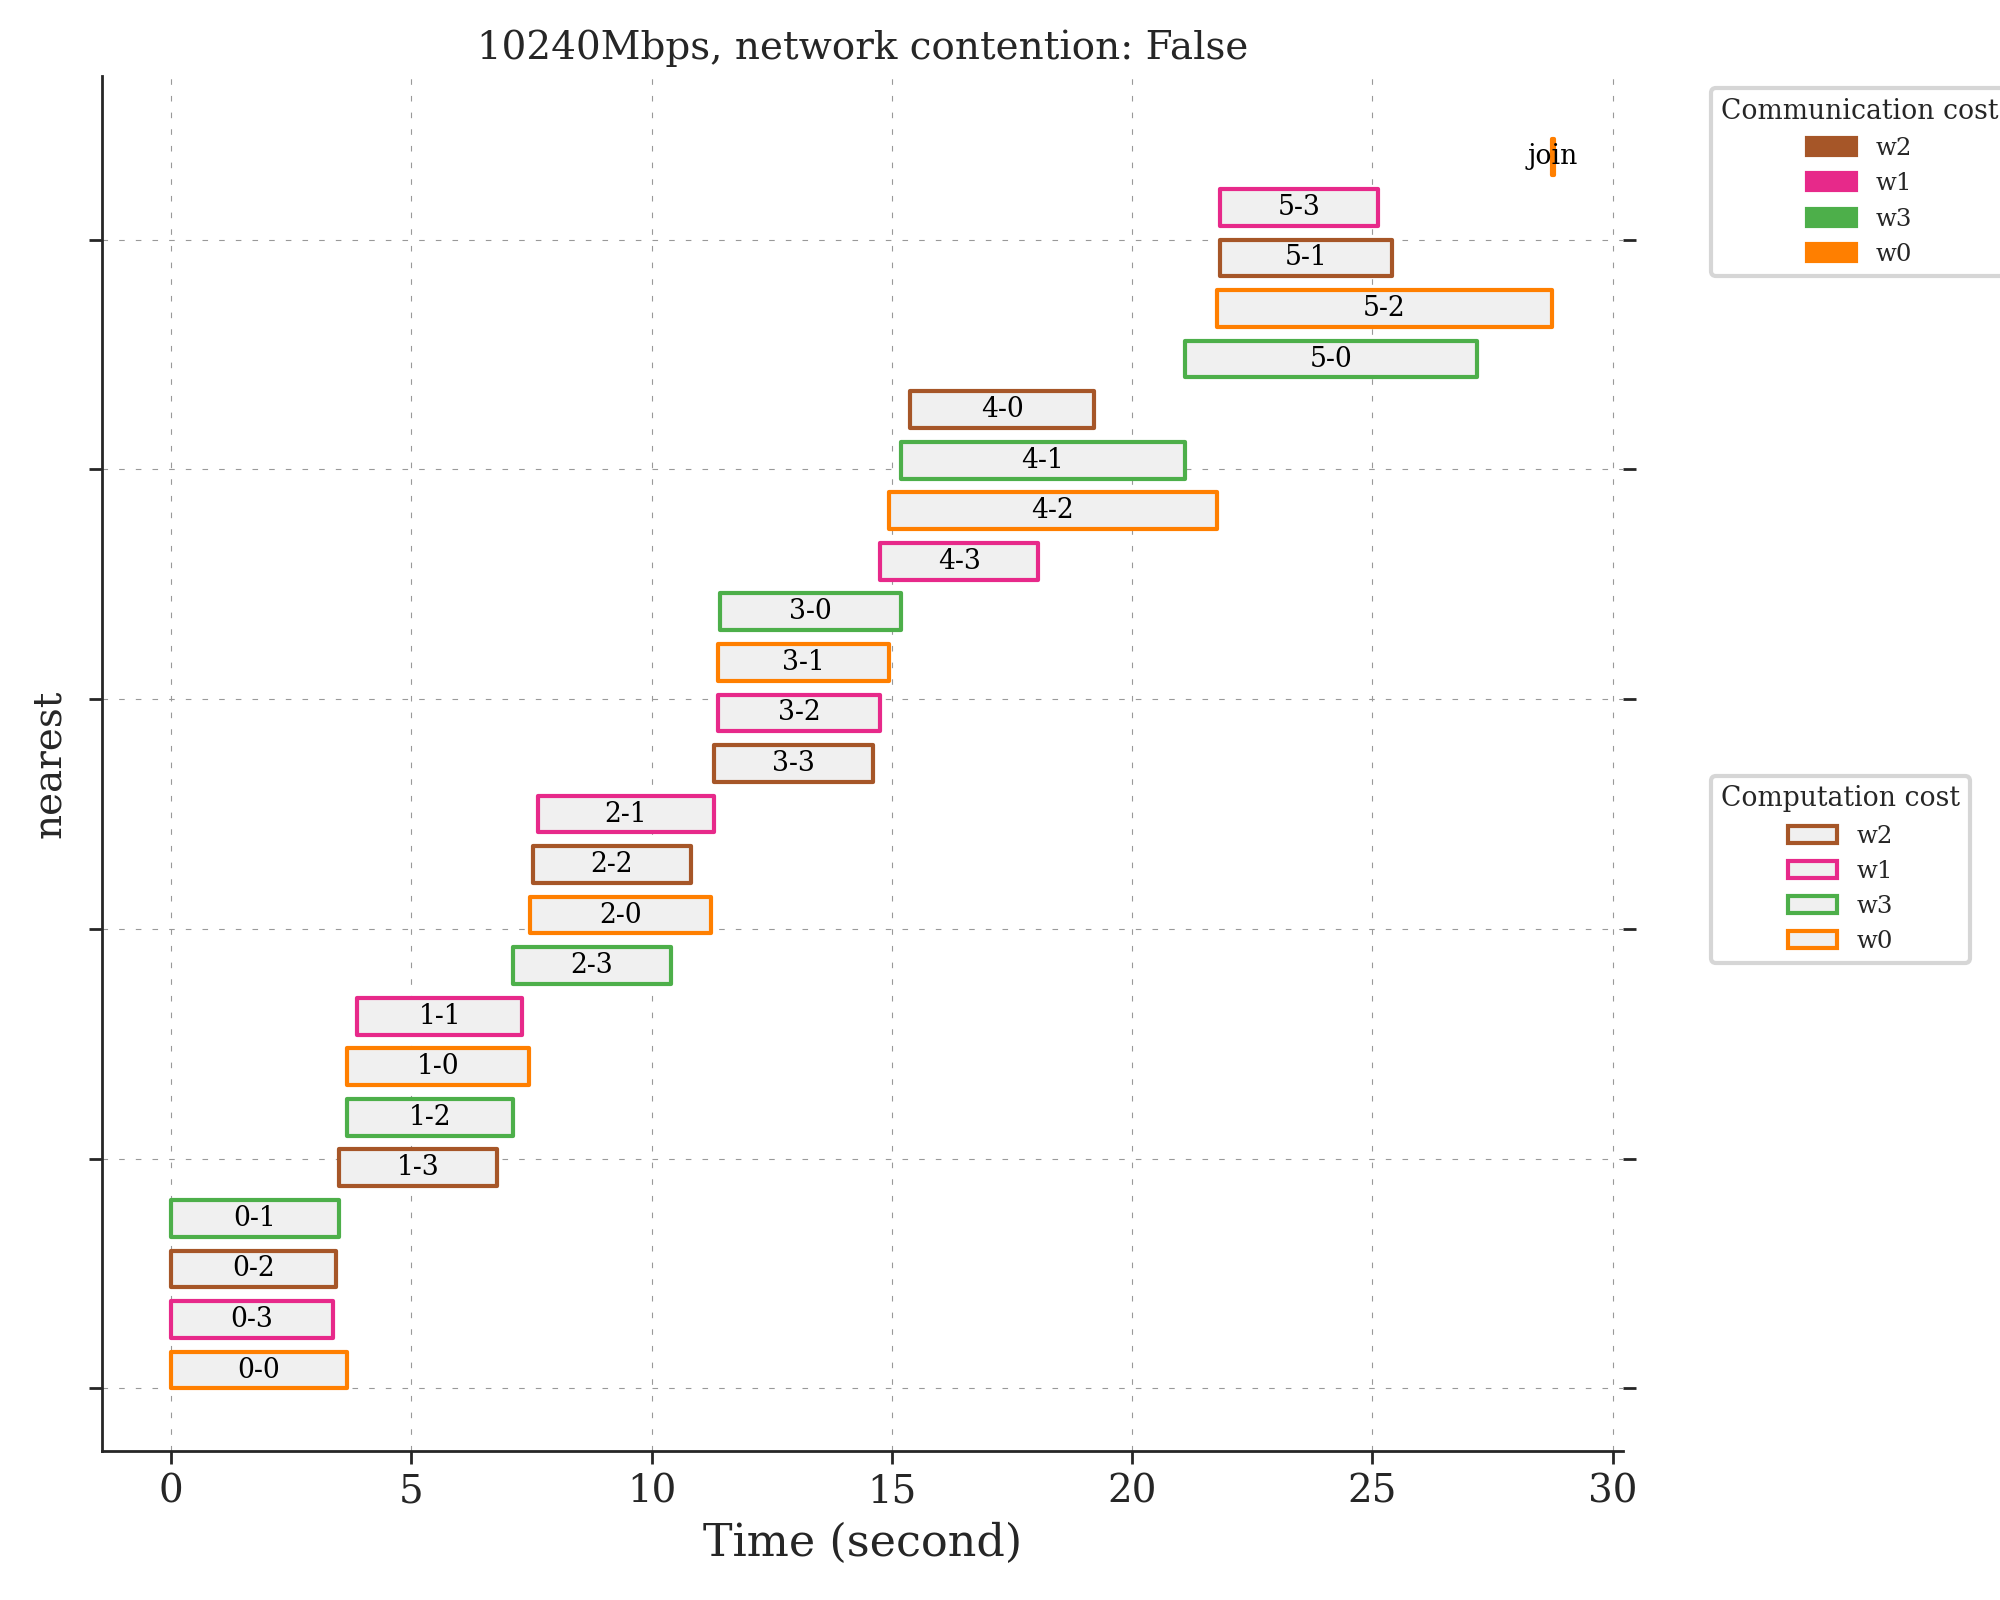 10240Mbps, network contention: False
Communication cost
w2
w1
w3
w0
join
5-3
5-1
5-2
5-0
4-0
4-1
4-2
4-3
3-0
3-1
3-2
3-3
2-1
2-2
2-0
2-3
1-1
1-0
1-2
1-3
0-1
0-2
0-3
0-0
nearest
Computation cost
w2
w1
w3
w0
0 5 10 15 20 25 30
Time (second)